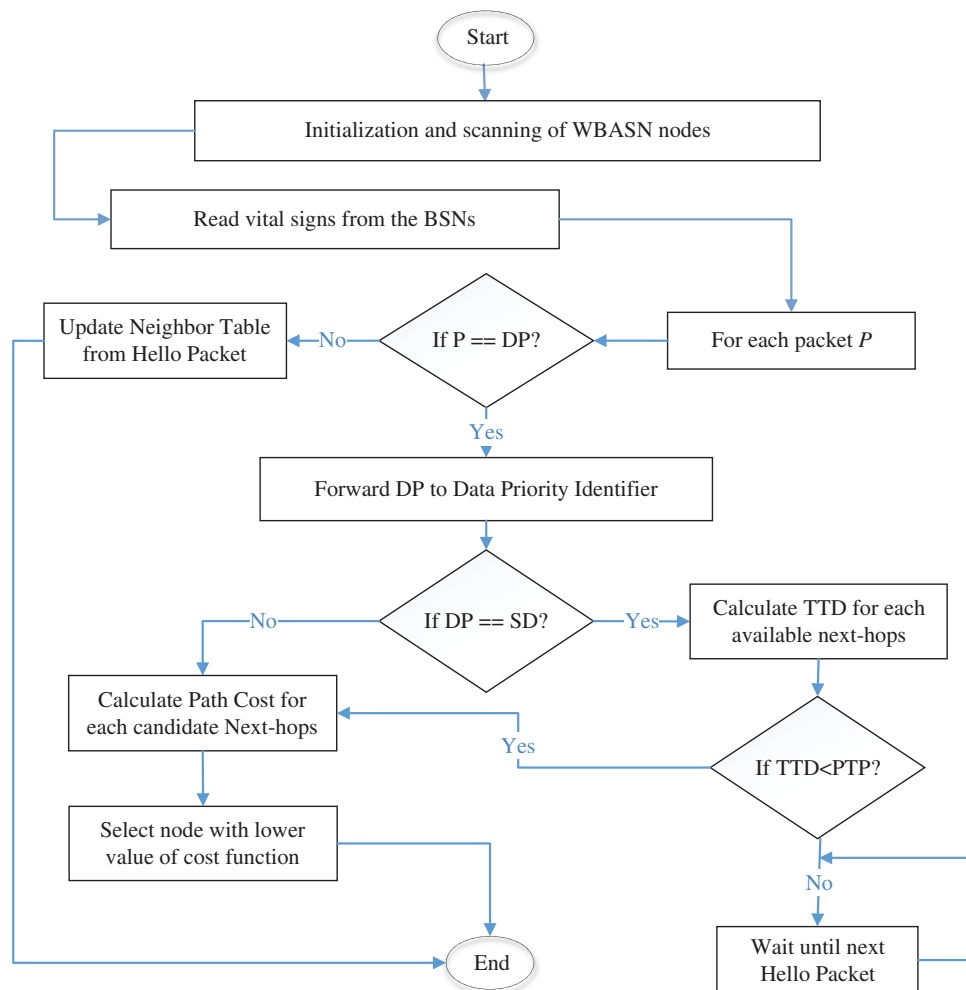 Start
Initialization and scanning of WBASN nodes
Read vital signs from the BSNs
Update Neighbor Table
from Hello Packet
No
If P == DP?
For each packet P
Yes
Forward DP to Data Priority Identifier
No
If DP == SD?
Yes
Calculate TTD for each
available next-hops
Calculate Path Cost for
each candidate Next-hops
Yes
If TTD<PTP?
Select node with lower
value of cost function
No
End
Wait until next
Hello Packet